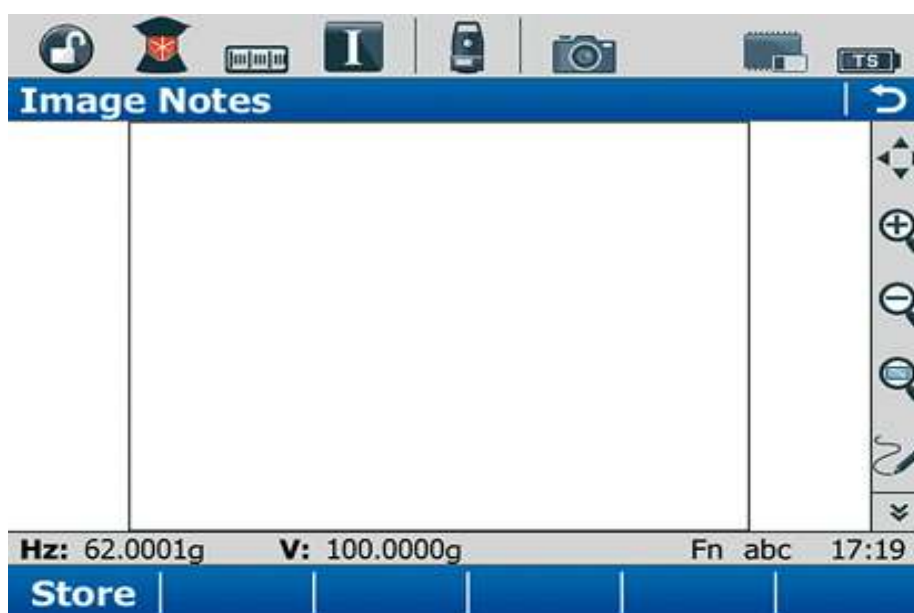 I
TS
Image Notes
Hz: 62.0001g V: 100.0000g Fn abc 17:19
Store